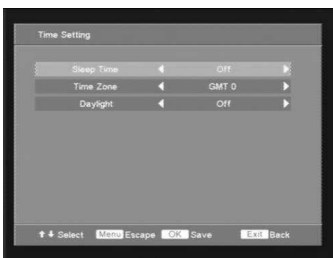 Time Setting
Sleep Time Off
Time Zone GMT 0
Daylight Off
Select Menu Escape OK Save Exit Back